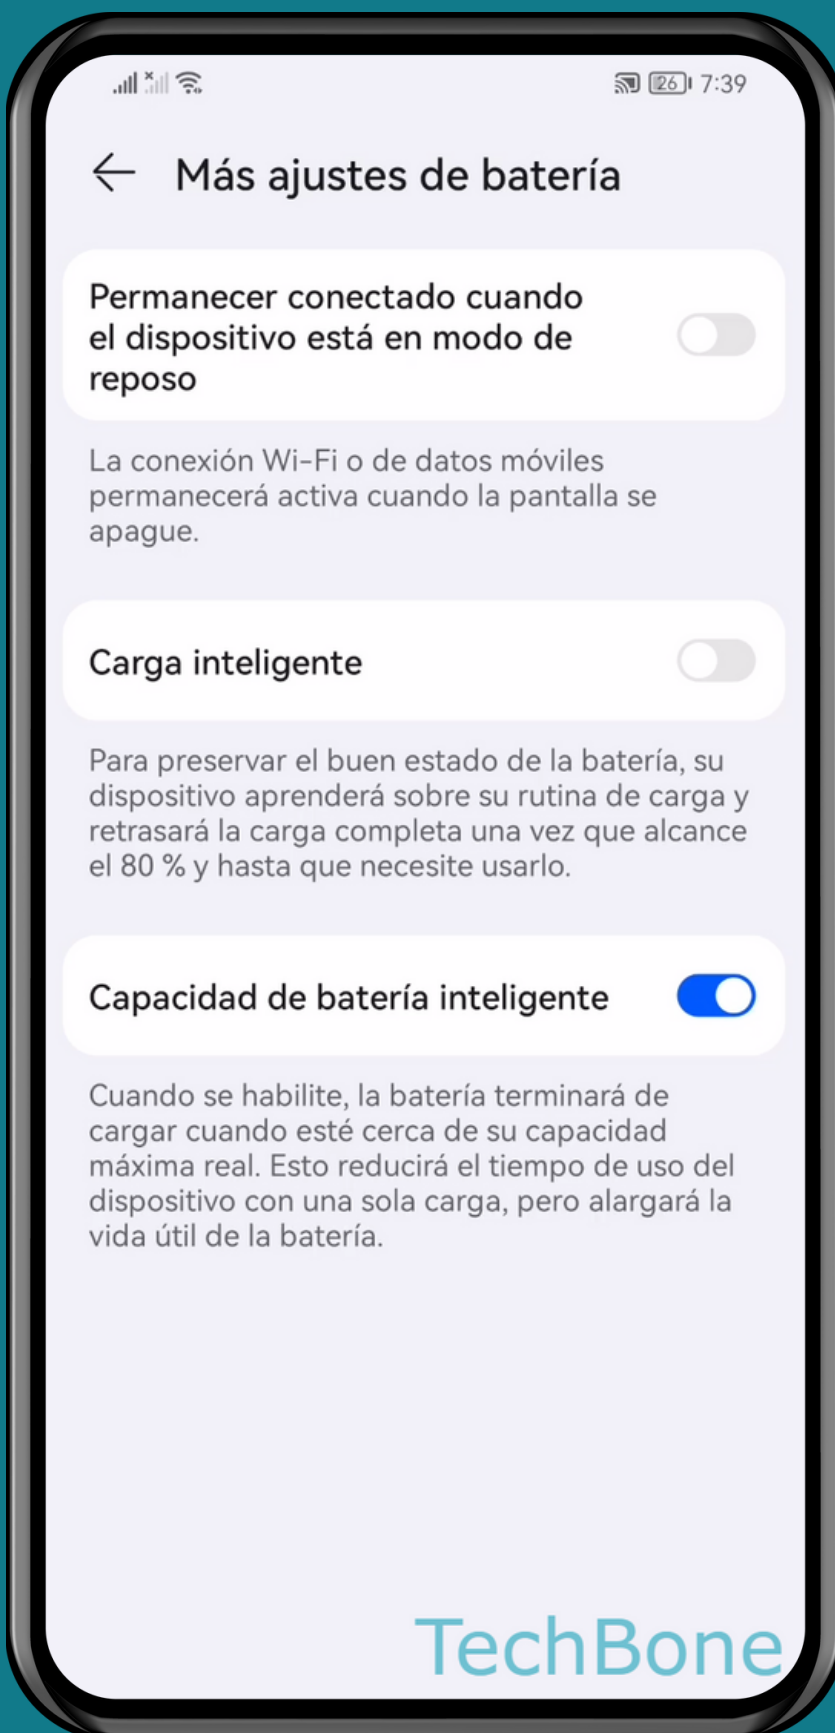 26 7:39
Más ajustes de batería
Permanecer conectado cuando
el dispositivo está en modo de
reposo
La conexión Wi-Fi o de datos móviles
permanecerá activa cuando la pantalla se
apague.
Carga inteligente
Para preservar el buen estado de la batería, su
dispositivo aprenderá sobre su rutina de carga y
retrasará la carga completa una vez que alcance
el 80 % y hasta que necesite usarlo.
Capacidad de batería inteligente
Cuando se habilite, la batería terminará de
cargar cuando esté cerca de su capacidad
máxima real. Esto reducirá el tiempo de uso del
dispositivo con una sola carga, pero alargará la
vida útil de la batería.
TechBone